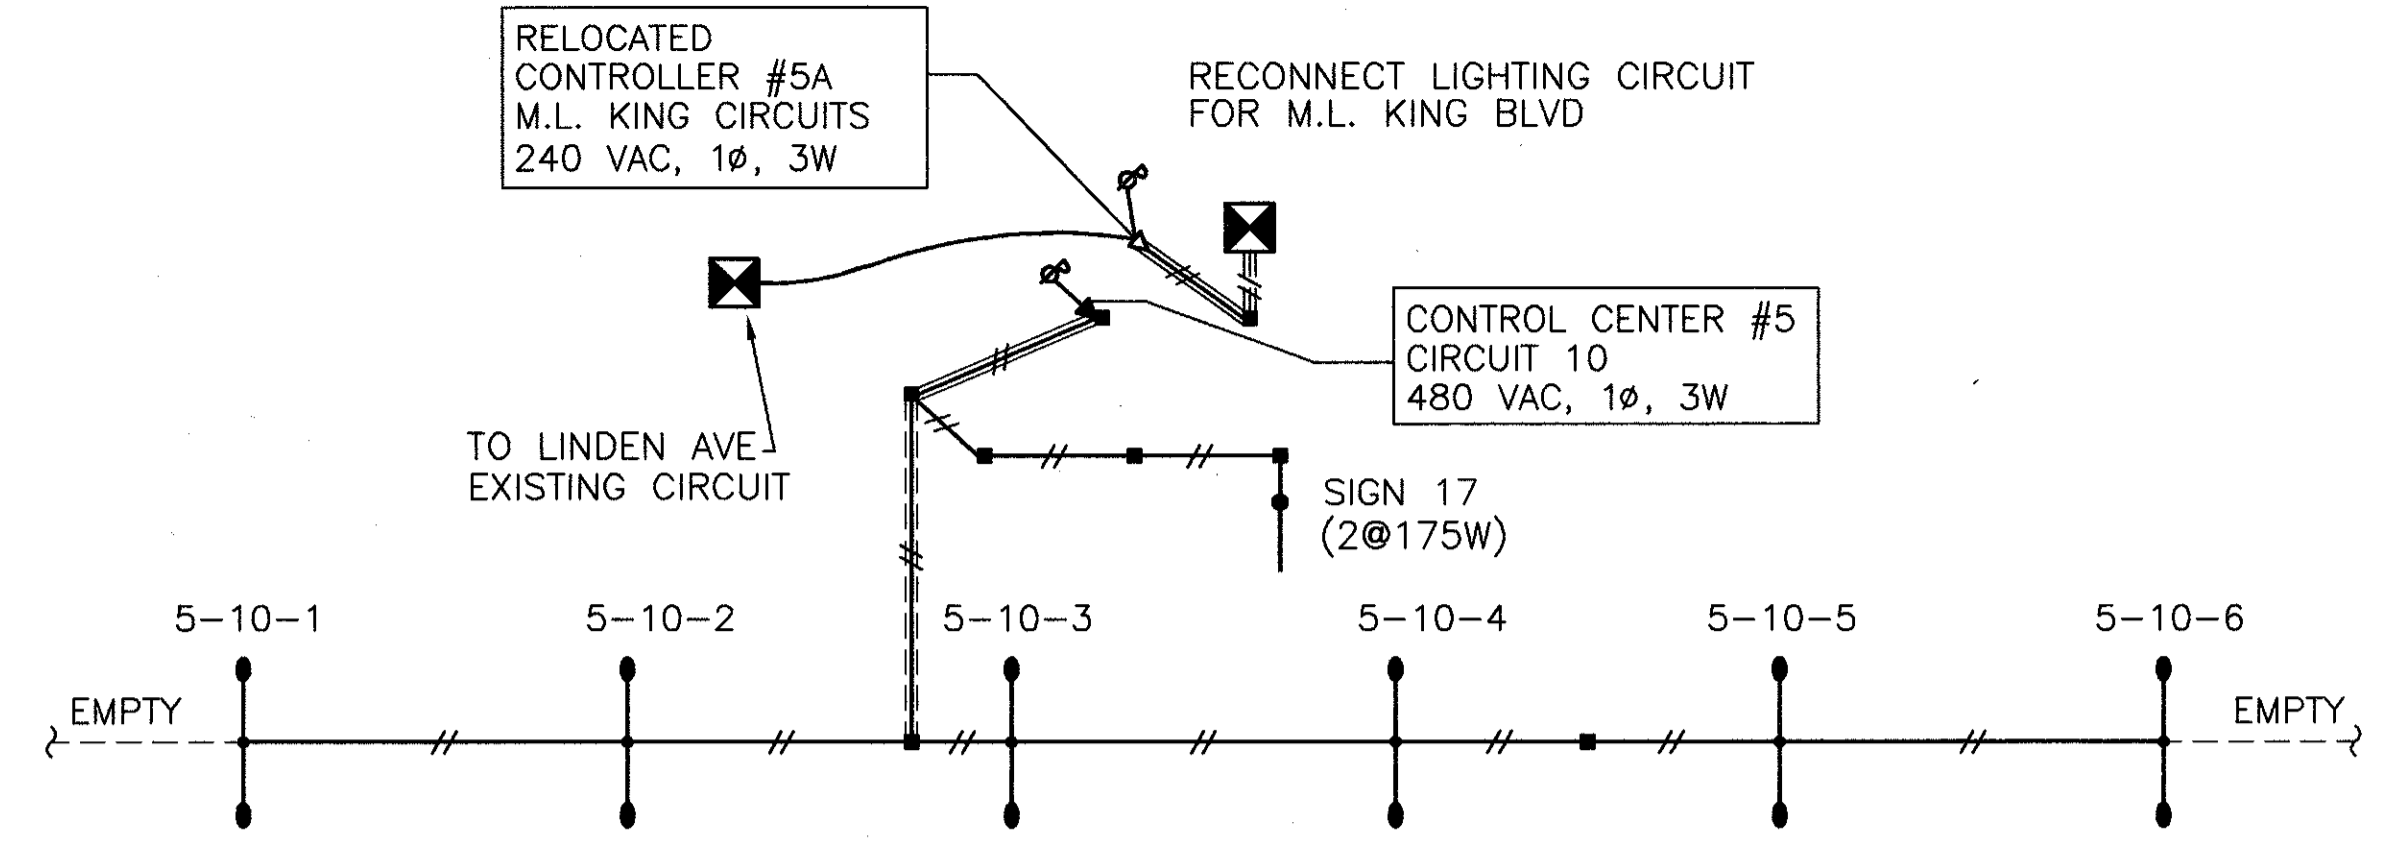 RELOCATED
CONTROLLER #5A
M.L. KING CIRCUITS
240 VAC, 1ø, 3W
RECONNECT LIGHTING CIRCUIT
FOR M.L. KING BLVD
CONTROL CENTER #5
CIRCUIT 10
480 VAC, 1ø, 3W
TO LINDEN AVE
EXISTING CIRCUIT
SIGN 17
(2@175W)
5-10-1
5-10-2
5-10-3
5-10-4
5-10-5
5-10-6
EMPTY
EMPTY